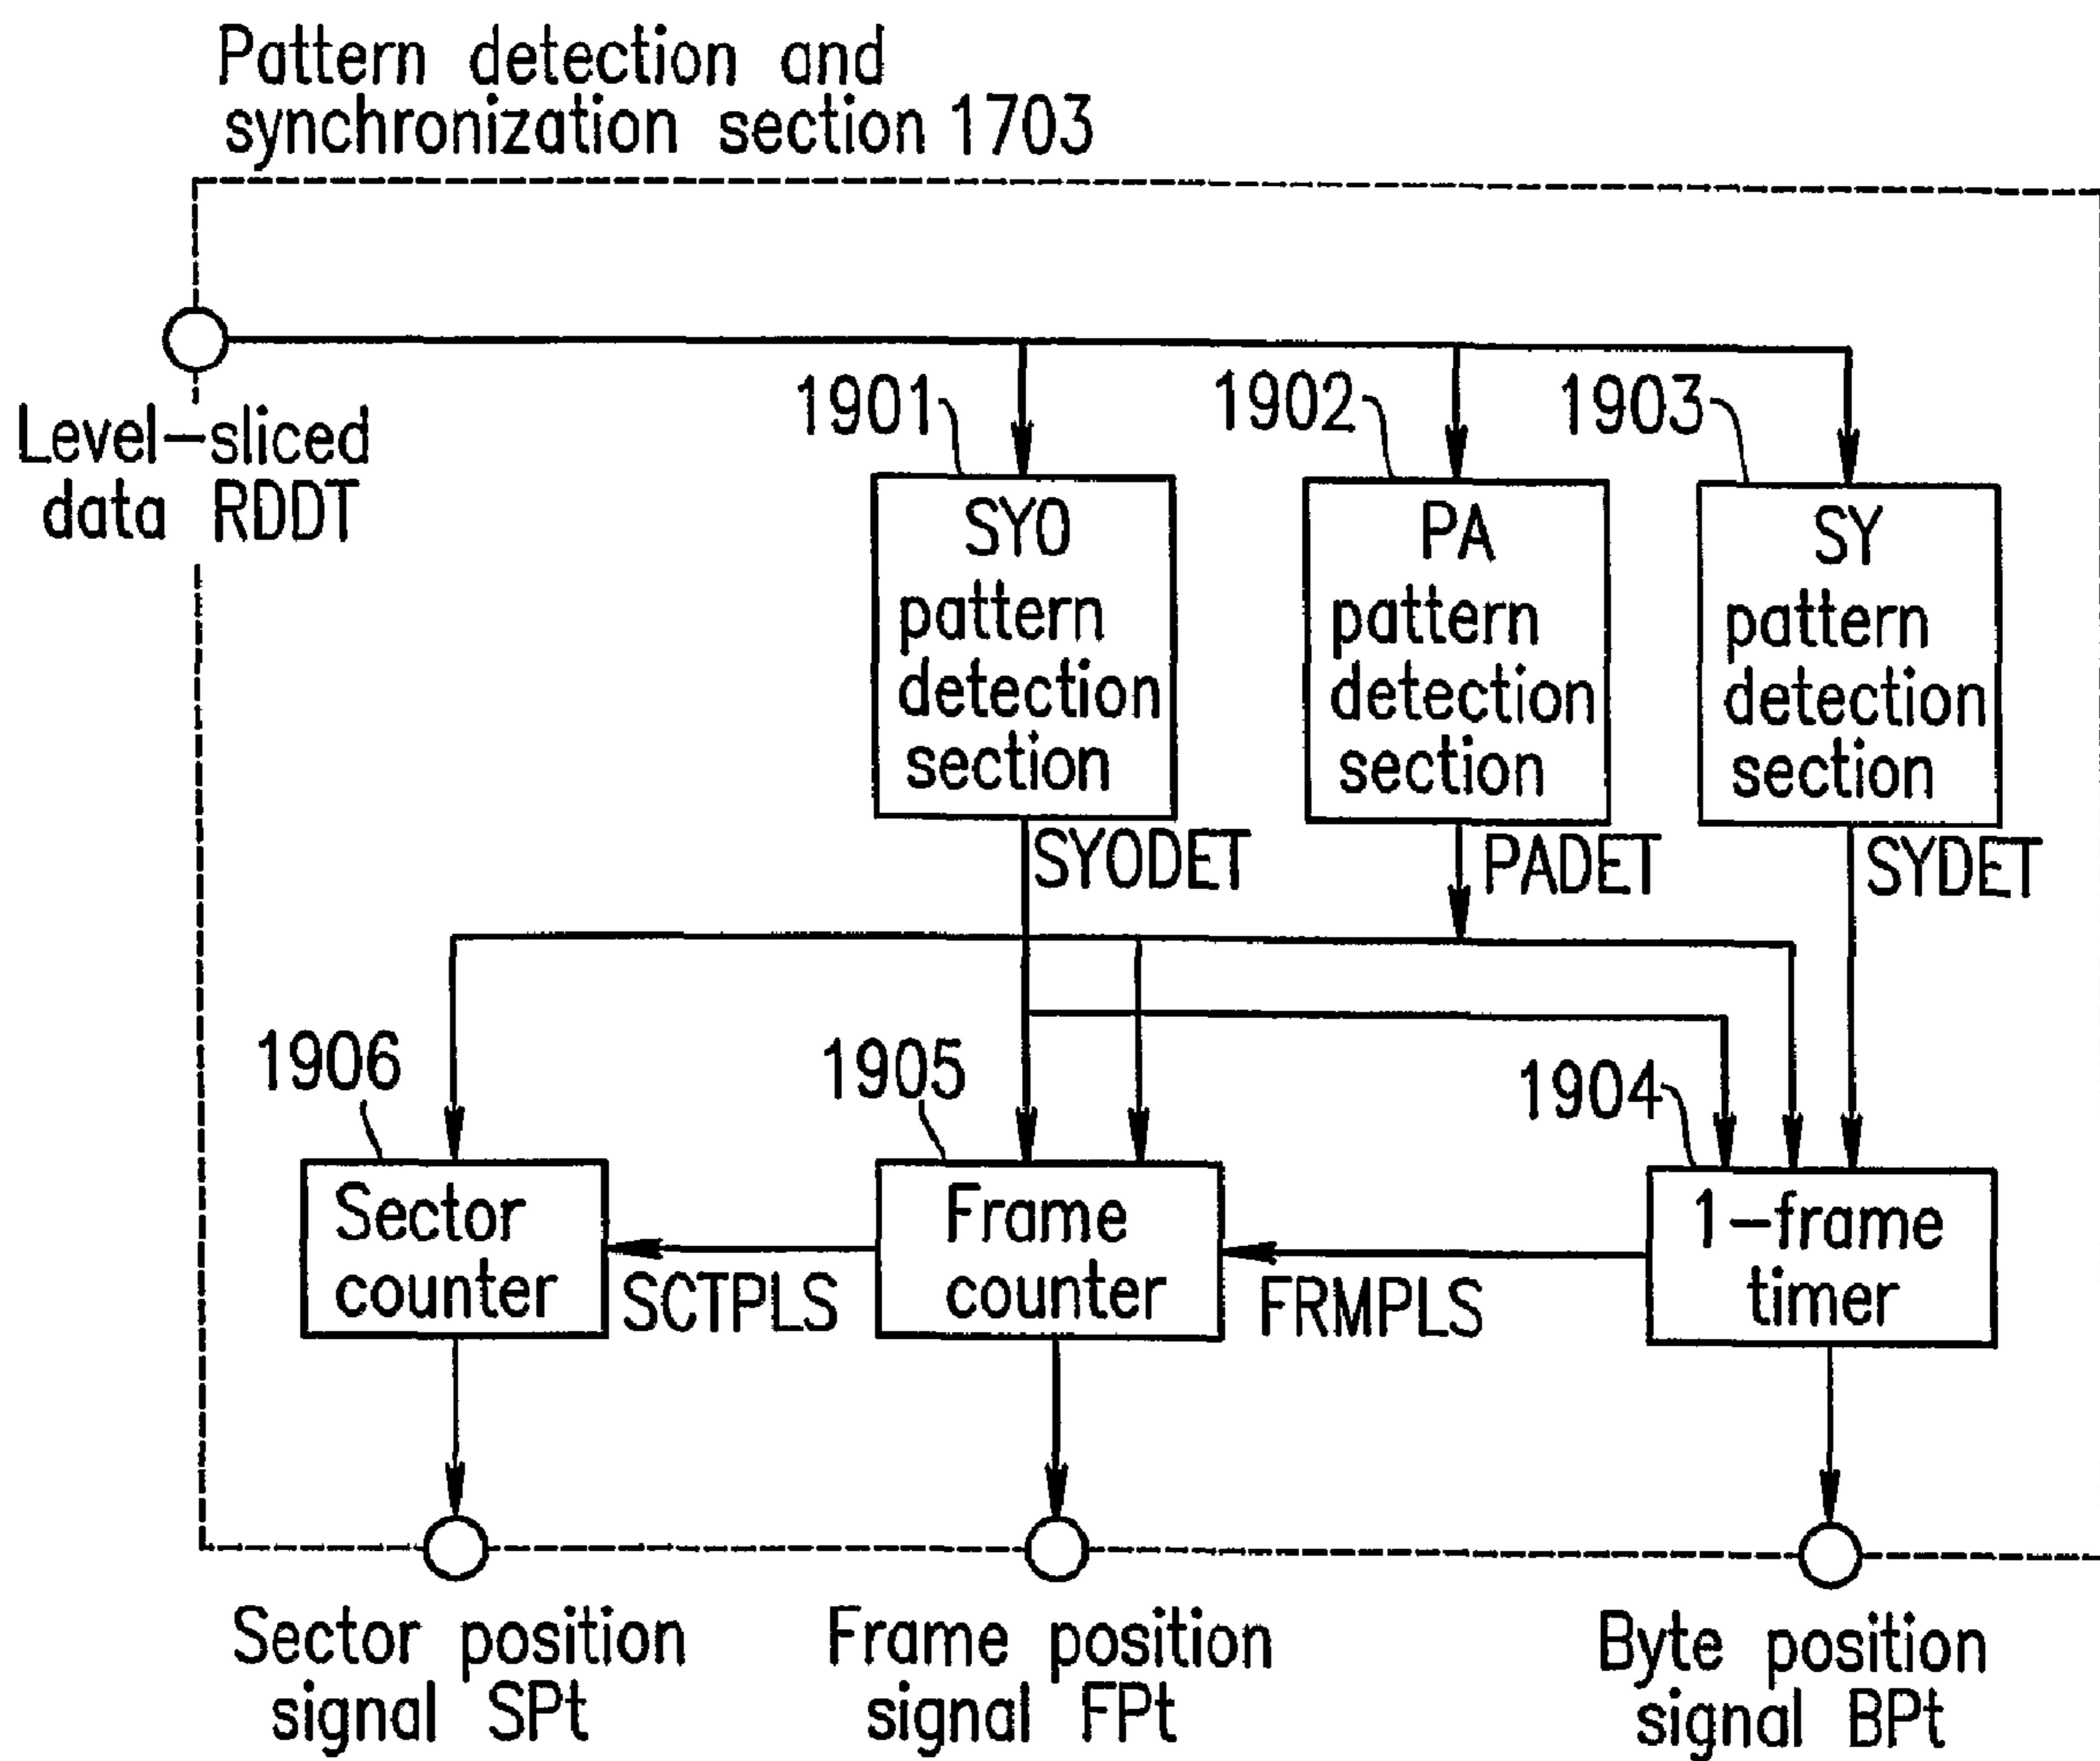 Pattern detection and
synchronization section 1703
Level-sliced
data RDDT
1901
1902
1903
SYO
pattern
detection
section
PA
pattern
detection
section
SY
pattern
detection
section
SYODET
PADET
SYDET
1906
1905
1904
Sector
counter
SCTPLS
Frame
counter
FRMPLS
1-frame
timer
Sector position
signal SPt
Frame position
signal FPt
Byte position
signal BPt